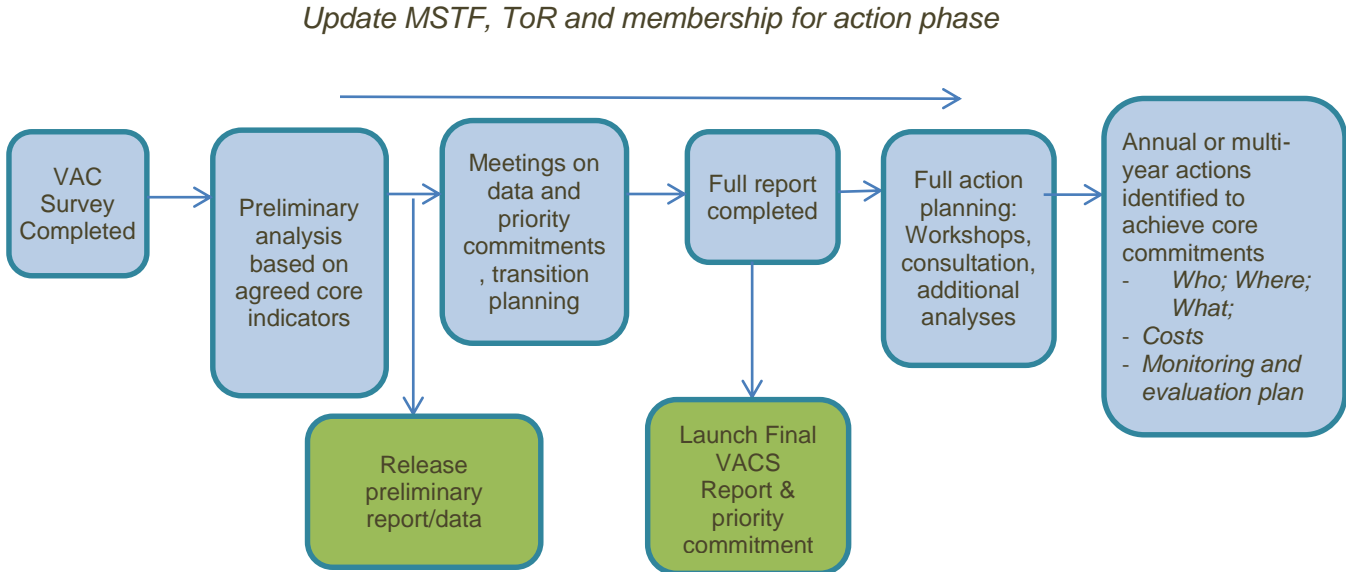 Update MSTF, ToR and membership for action phase
VAC
Survey
Completed
Preliminary
analysis
based on
agreed core
indicators
Meetings on
data and
priority
commitments
, transition
planning
Full report
completed
Full action
planning:
Workshops,
consultation,
additional
analyses
Annual or multi-
year actions
identified to
achieve core
commitments
- Who; Where;
What;
- Costs
- Monitoring and
evaluation plan
Release
preliminary
report/data
Launch Final
VACS
Report &
priority
commitment